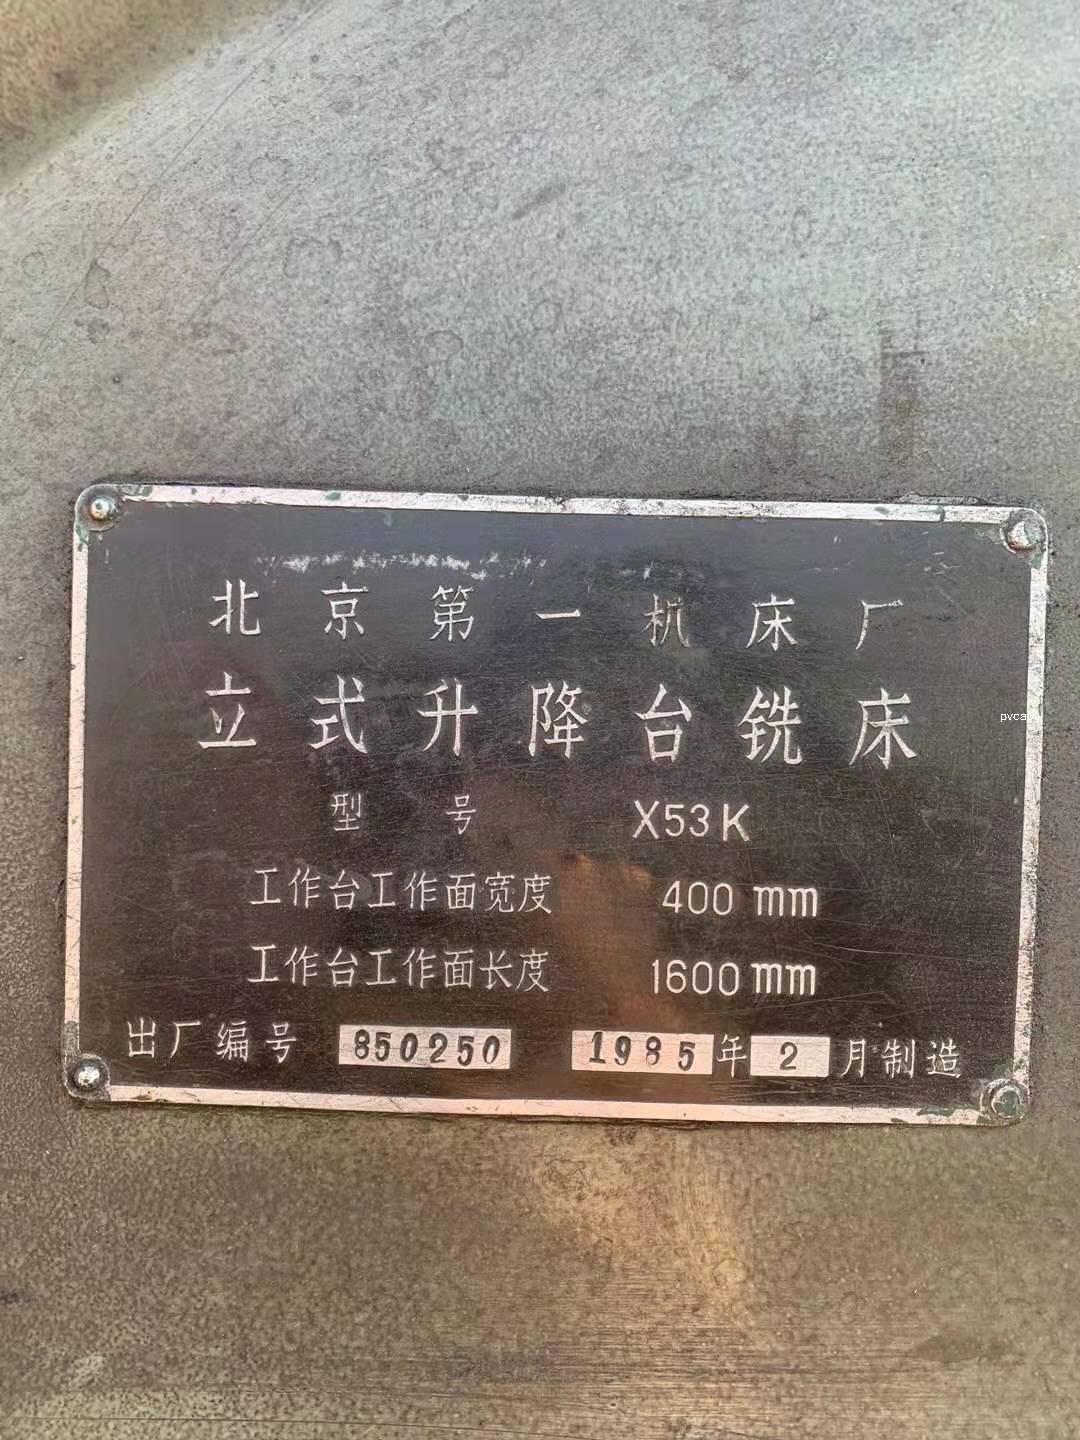 北京第一机床厂
立式升降台铣床
型号 X53K
工作台工作面宽度 400 mm
工作台工作面长度 1600 mm
出厂编号 850250 1985年2月制造